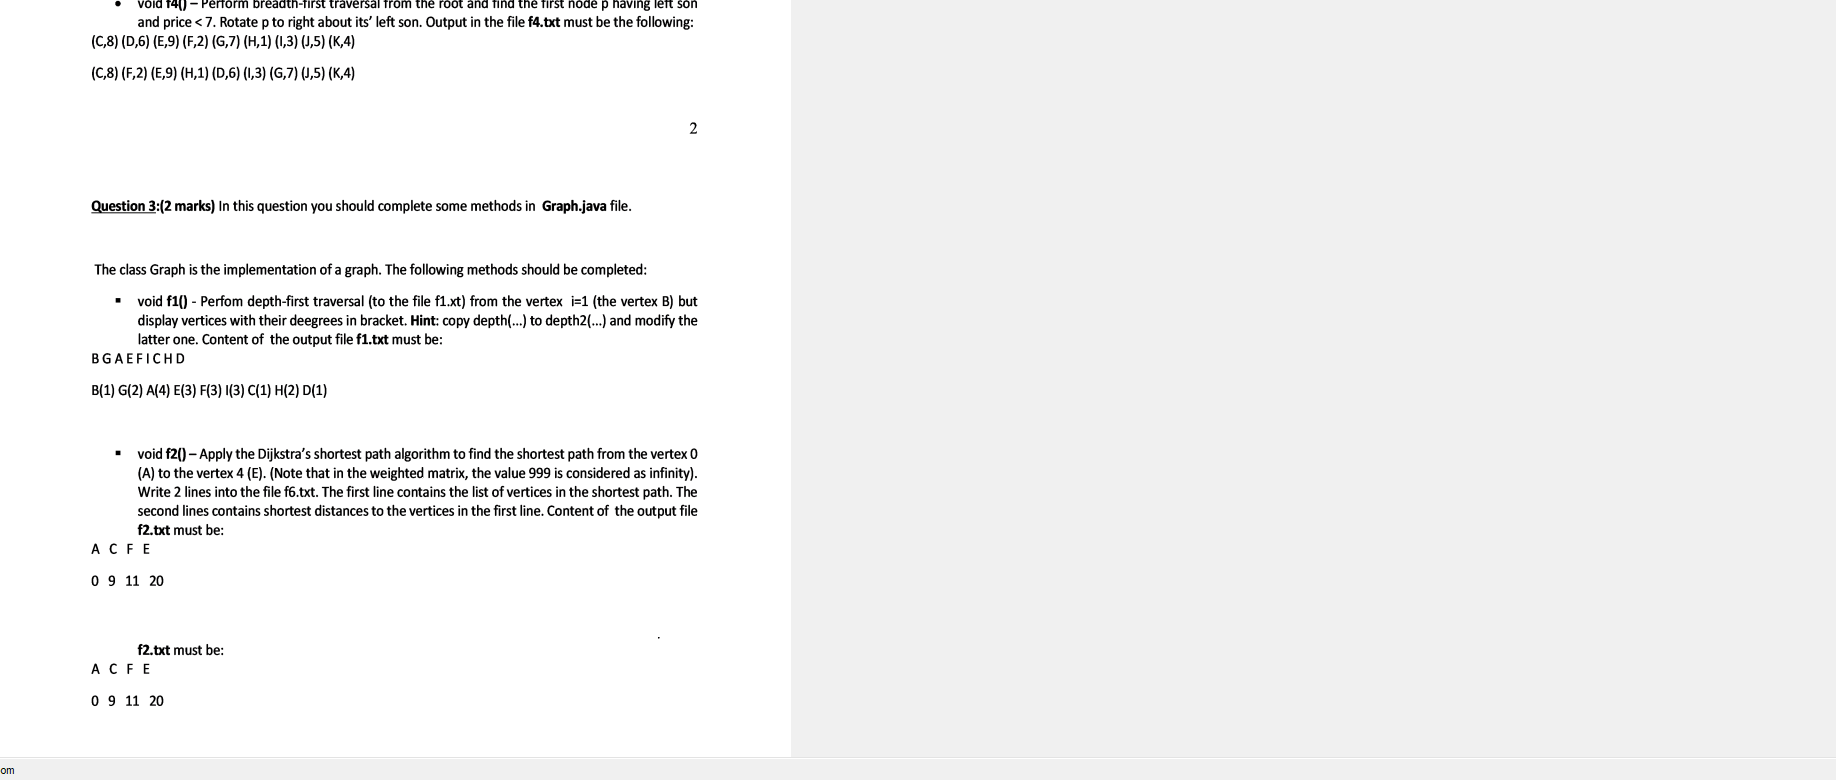 • void f4() – Perform breadth-first traversal from the root and find the first node p having left son
and price < 7. Rotate p to right about its’ left son. Output in the file f4.txt must be the following:
(C,8) (D,6) (E,9) (F,2) (G,7) (H,1) (I,3) (J,5) (K,4)
(C,8) (F,2) (E,9) (H,1) (D,6) (I,3) (G,7) (J,5) (K,4)
2
Question 3:(2 marks) In this question you should complete some methods in Graph.java file.
The class Graph is the implementation of a graph. The following methods should be completed:
▪ void f1() - Perfom depth-first traversal (to the file f1.xt) from the vertex i=1 (the vertex B) but
display vertices with their deegrees in bracket. Hint: copy depth(...) to depth2(...) and modify the
latter one. Content of the output file f1.txt must be:
B G A E F I C H D
B(1) G(2) A(4) E(3) F(3) I(3) C(1) H(2) D(1)
▪ void f2() – Apply the Dijkstra’s shortest path algorithm to find the shortest path from the vertex 0
(A) to the vertex 4 (E). (Note that in the weighted matrix, the value 999 is considered as infinity).
Write 2 lines into the file f6.txt. The first line contains the list of vertices in the shortest path. The
second lines contains shortest distances to the vertices in the first line. Content of the output file
f2.txt must be:
A C F E
0 9 11 20
f2.txt must be:
A C F E
0 9 11 20
om